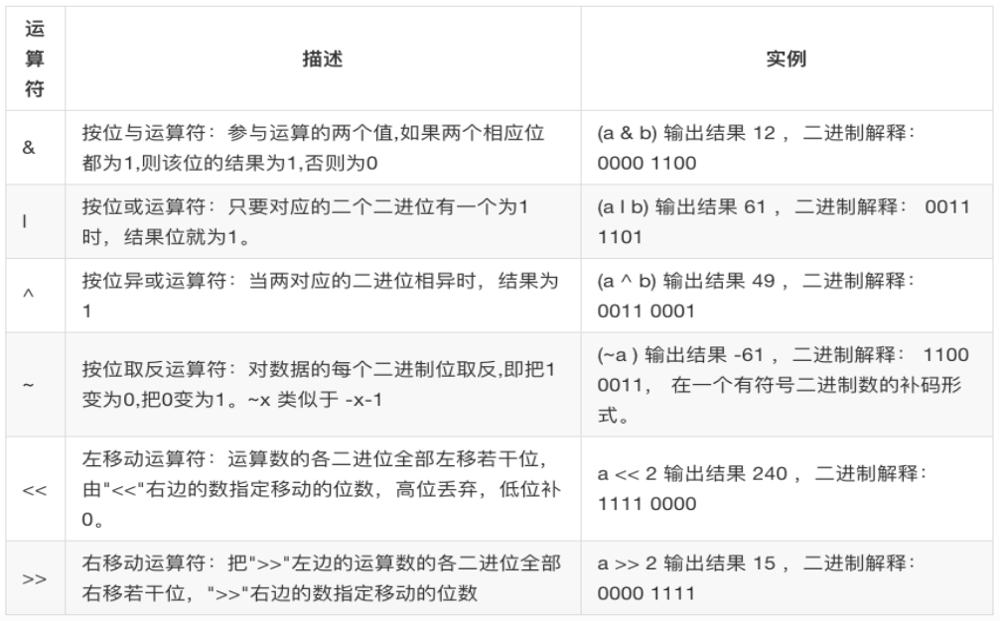 运
算
符
描述
实例
&
按位与运算符：参与运算的两个值,如果两个相应位
都为1,则该位的结果为1,否则为0
(a & b) 输出结果 12 ，二进制解释：
0000 1100
|
按位或运算符：只要对应的二个二进位有一个为1
时，结果位就为1。
(a | b) 输出结果 61 ，二进制解释： 0011
1101
^
按位异或运算符：当两对应的二进位相异时，结果为
1
(a ^ b) 输出结果 49 ，二进制解释：
0011 0001
~
按位取反运算符：对数据的每个二进制位取反,即把1
变为0,把0变为1。~x 类似于 -x-1
(~a ) 输出结果 -61 ，二进制解释： 1100
0011， 在一个有符号二进制数的补码形
式。
<<
左移动运算符：运算数的各二进位全部左移若干位，
由"<<"右边的数指定移动的位数，高位丢弃，低位补
0。
a << 2 输出结果 240 ，二进制解释：
1111 0000
>>
右移动运算符：把">>"左边的运算数的各二进位全部
右移若干位，">>"右边的数指定移动的位数
a >> 2 输出结果 15 ，二进制解释：
0000 1111